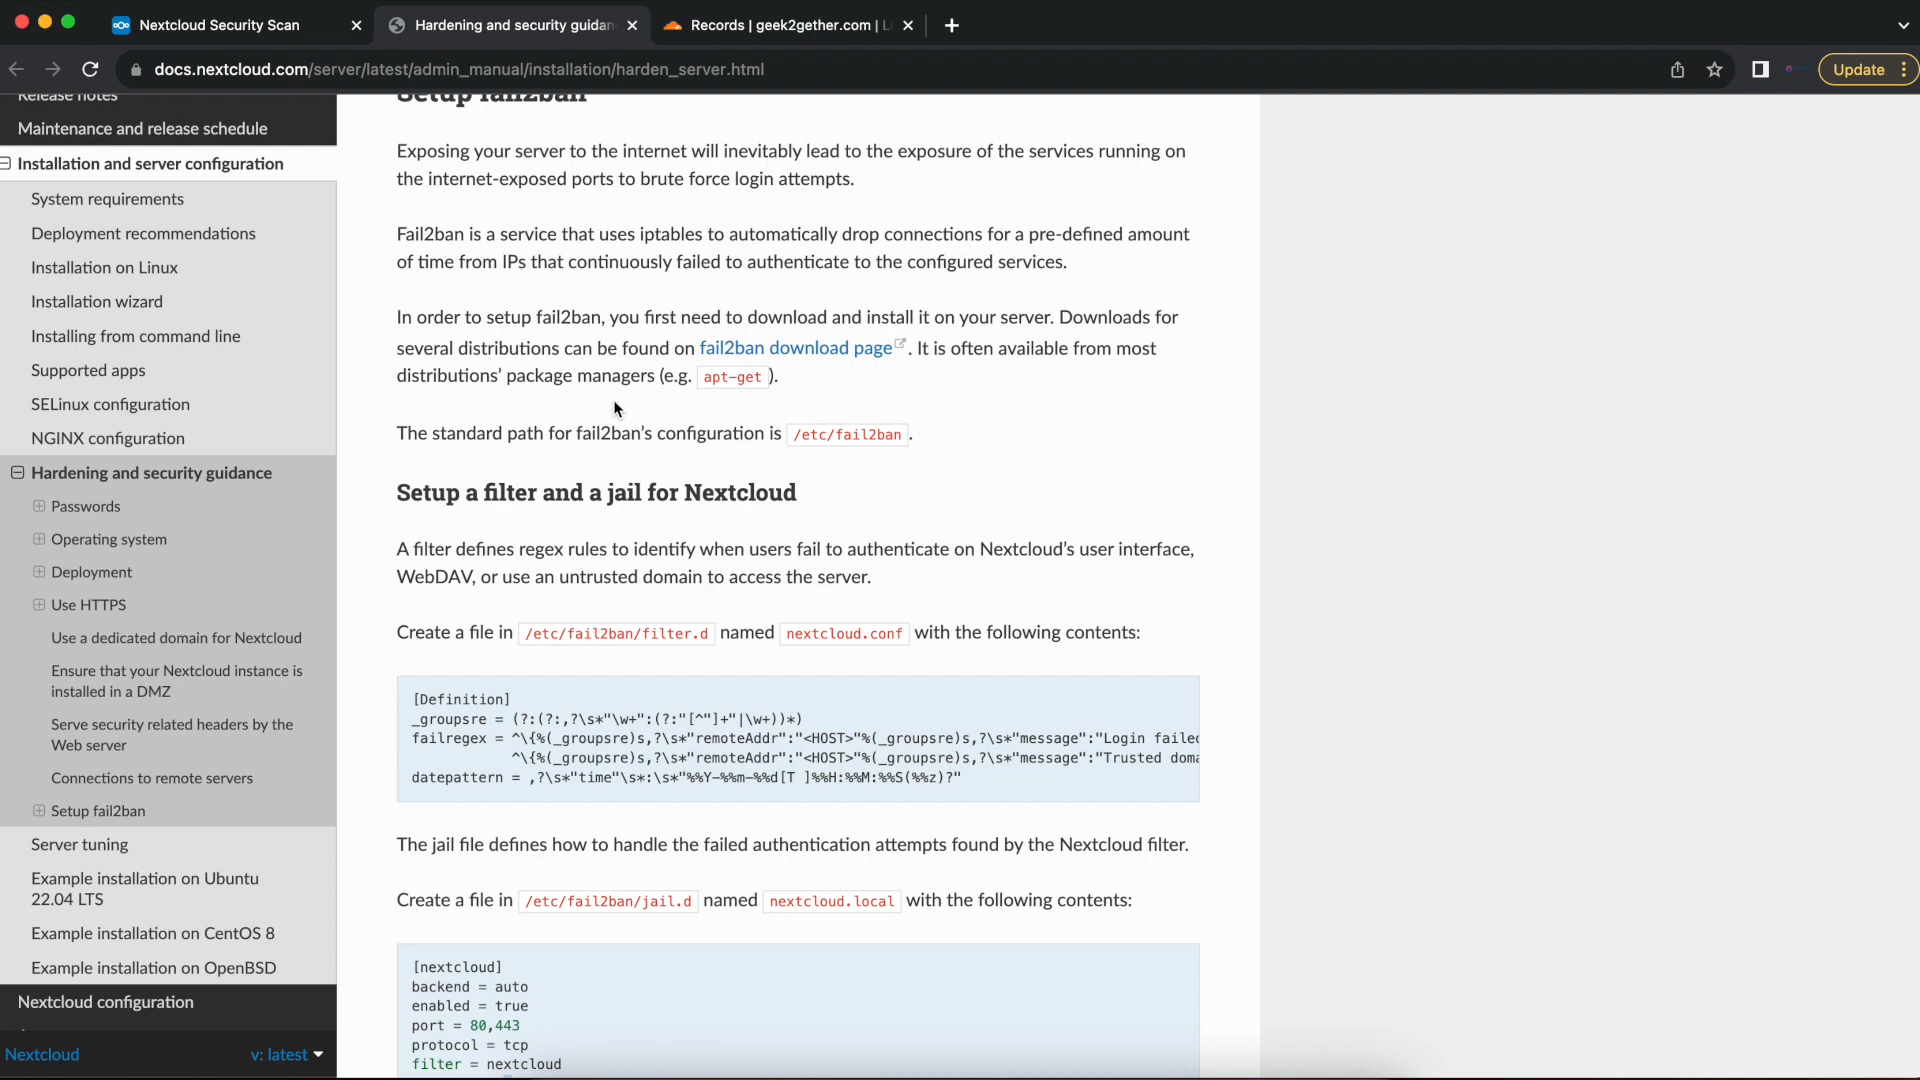 Nextcloud Security Scan
Hardening and security guidan
Records | geek2gether.com | L
docs.nextcloud.com/server/latest/admin_manual/installation/harden_server.html
Update
Release notes
Maintenance and release schedule
Installation and server configuration
System requirements
Deployment recommendations
Installation on Linux
Installation wizard
Installing from command line
Supported apps
SELinux configuration
NGINX configuration
Hardening and security guidance
Passwords
Operating system
Deployment
Use HTTPS
Use a dedicated domain for Nextcloud
Ensure that your Nextcloud instance is
installed in a DMZ
Serve security related headers by the
Web server
Connections to remote servers
Setup fail2ban
Server tuning
Example installation on Ubuntu
22.04 LTS
Example installation on CentOS 8
Example installation on OpenBSD
Nextcloud configuration
Nextcloud
v: latest
Setup fail2ban
Exposing your server to the internet will inevitably lead to the exposure of the services running on
the internet-exposed ports to brute force login attempts.
Fail2ban is a service that uses iptables to automatically drop connections for a pre-defined amount
of time from IPs that continuously failed to authenticate to the configured services.
In order to setup fail2ban, you first need to download and install it on your server. Downloads for
several distributions can be found on fail2ban download page. It is often available from most
distributions’ package managers (e.g. apt-get ).
The standard path for fail2ban’s configuration is /etc/fail2ban .
Setup a filter and a jail for Nextcloud
A filter defines regex rules to identify when users fail to authenticate on Nextcloud’s user interface,
WebDAV, or use an untrusted domain to access the server.
Create a file in /etc/fail2ban/filter.d named nextcloud.conf with the following contents:
[Definition]
_groupsre = (?:(?:,?\s*"\w+":(?:"[^"]+"|\w+))*)
failregex = ^\{%(_groupsre)s,?\s*"remoteAddr":"<HOST>"%(_groupsre)s,?\s*"message":"Login failed
^\{%(_groupsre)s,?\s*"remoteAddr":"<HOST>"%(_groupsre)s,?\s*"message":"Trusted doma
datepattern = ,?\s*"time"\s*:\s*"%%Y-%%m-%%d[T ]%%H:%%M:%%S(%%z)?"
The jail file defines how to handle the failed authentication attempts found by the Nextcloud filter.
Create a file in /etc/fail2ban/jail.d named nextcloud.local with the following contents:
[nextcloud]
backend = auto
enabled = true
port = 80,443
protocol = tcp
filter = nextcloud